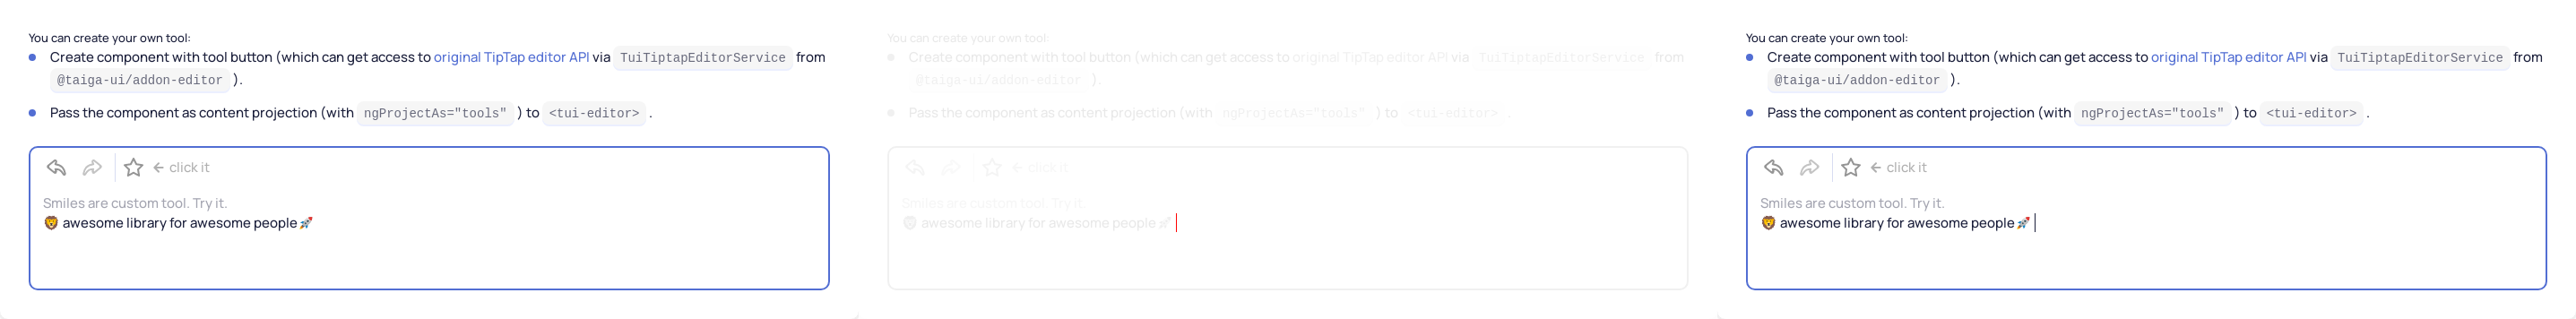 You can create your own tool:
Create component with tool button (which can get access to original TipTap editor API via TuiTiptapEditorService from
@taiga-ui/addon-editor ).
Pass the component as content projection (with ngProjectAs="tools" ) to <tui-editor> .
click it
Smiles are custom tool. Try it.
🦁 awesome library for awesome people🚀
You can create your own tool:
Create component with tool button (which can get access to original TipTap editor API via TuiTiptapEditorService from
@taiga-ui/addon-editor ).
Pass the component as content projection (with ngProjectAs="tools" ) to <tui-editor> .
click it
Smiles are custom tool. Try it.
🦁 awesome library for awesome people🚀
You can create your own tool:
Create component with tool button (which can get access to original TipTap editor API via TuiTiptapEditorService from
@taiga-ui/addon-editor ).
Pass the component as content projection (with ngProjectAs="tools" ) to <tui-editor> .
click it
Smiles are custom tool. Try it.
🦁 awesome library for awesome people🚀